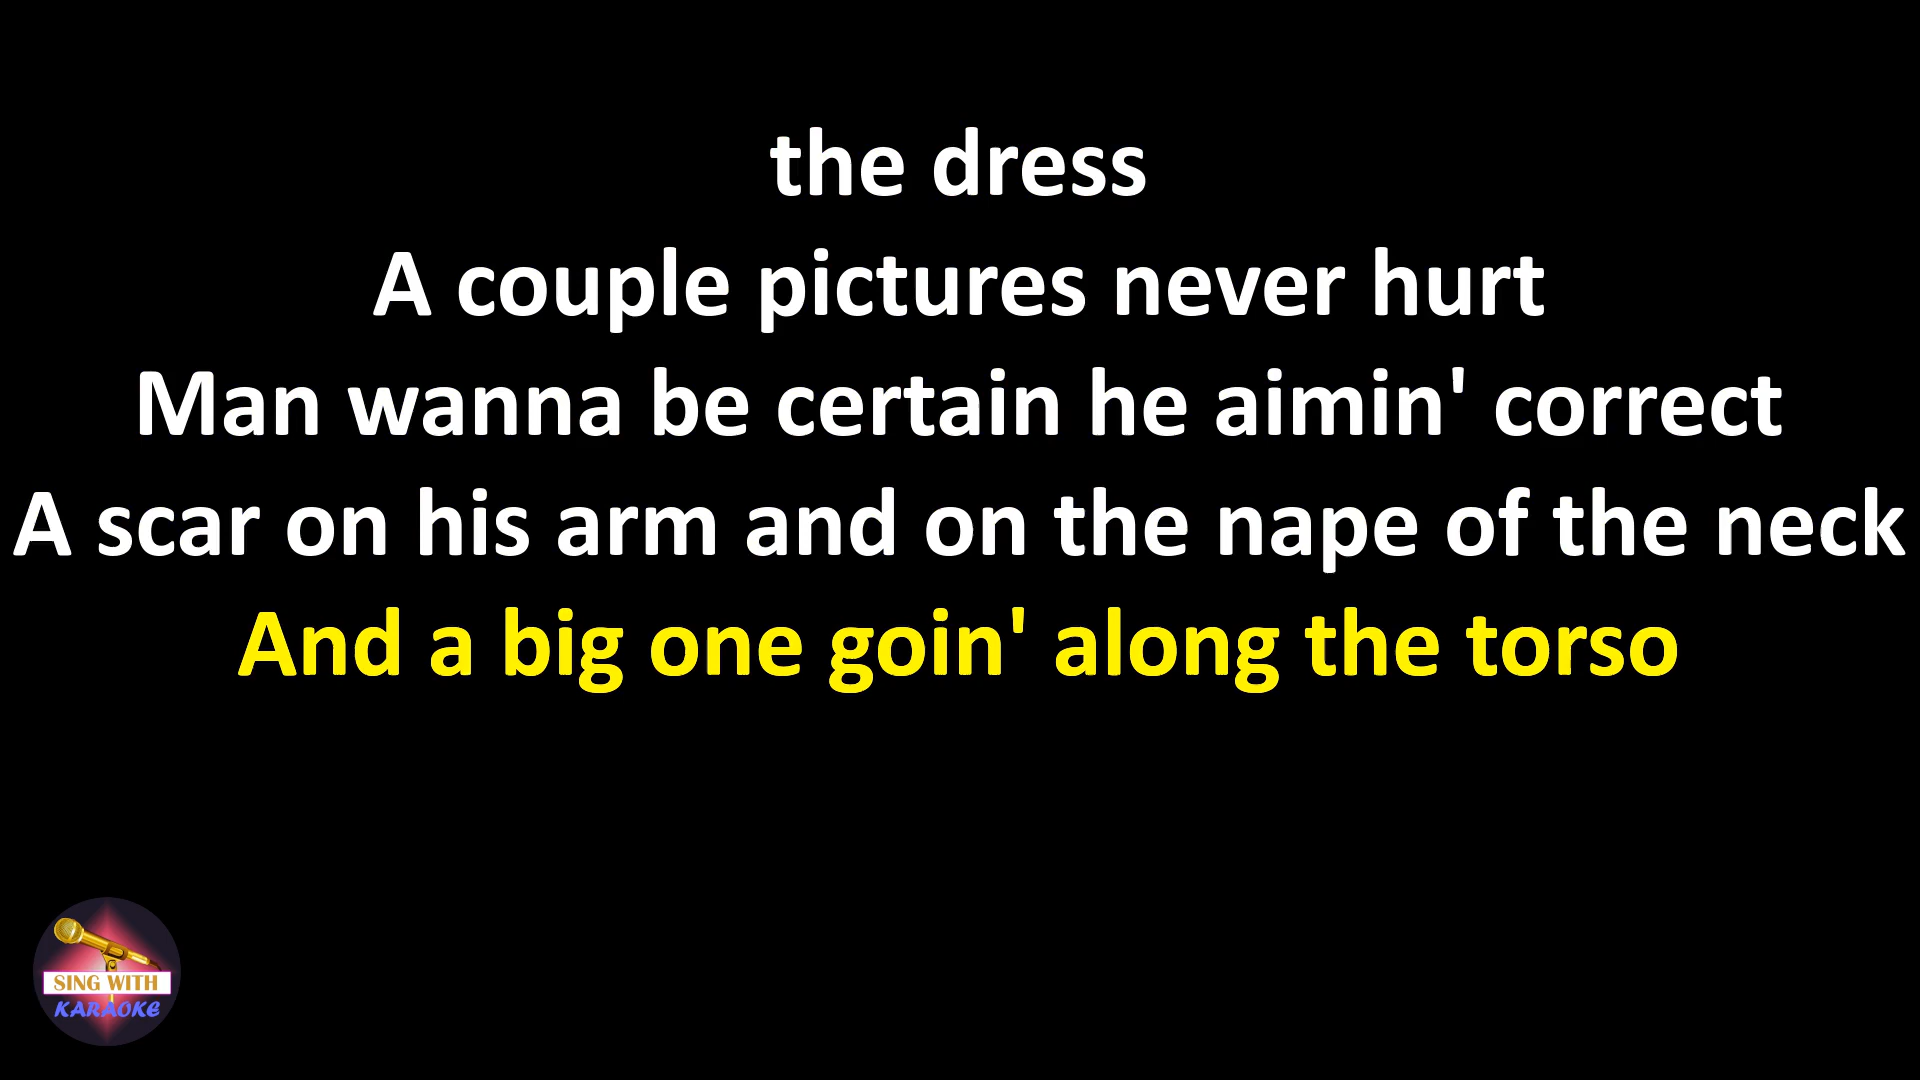 the dress
A couple pictures never hurt
Man wanna be certain he aimin' correct
A scar on his arm and on the nape of the neck
And a big one goin' along the torso
SING WITH
KARAOKE